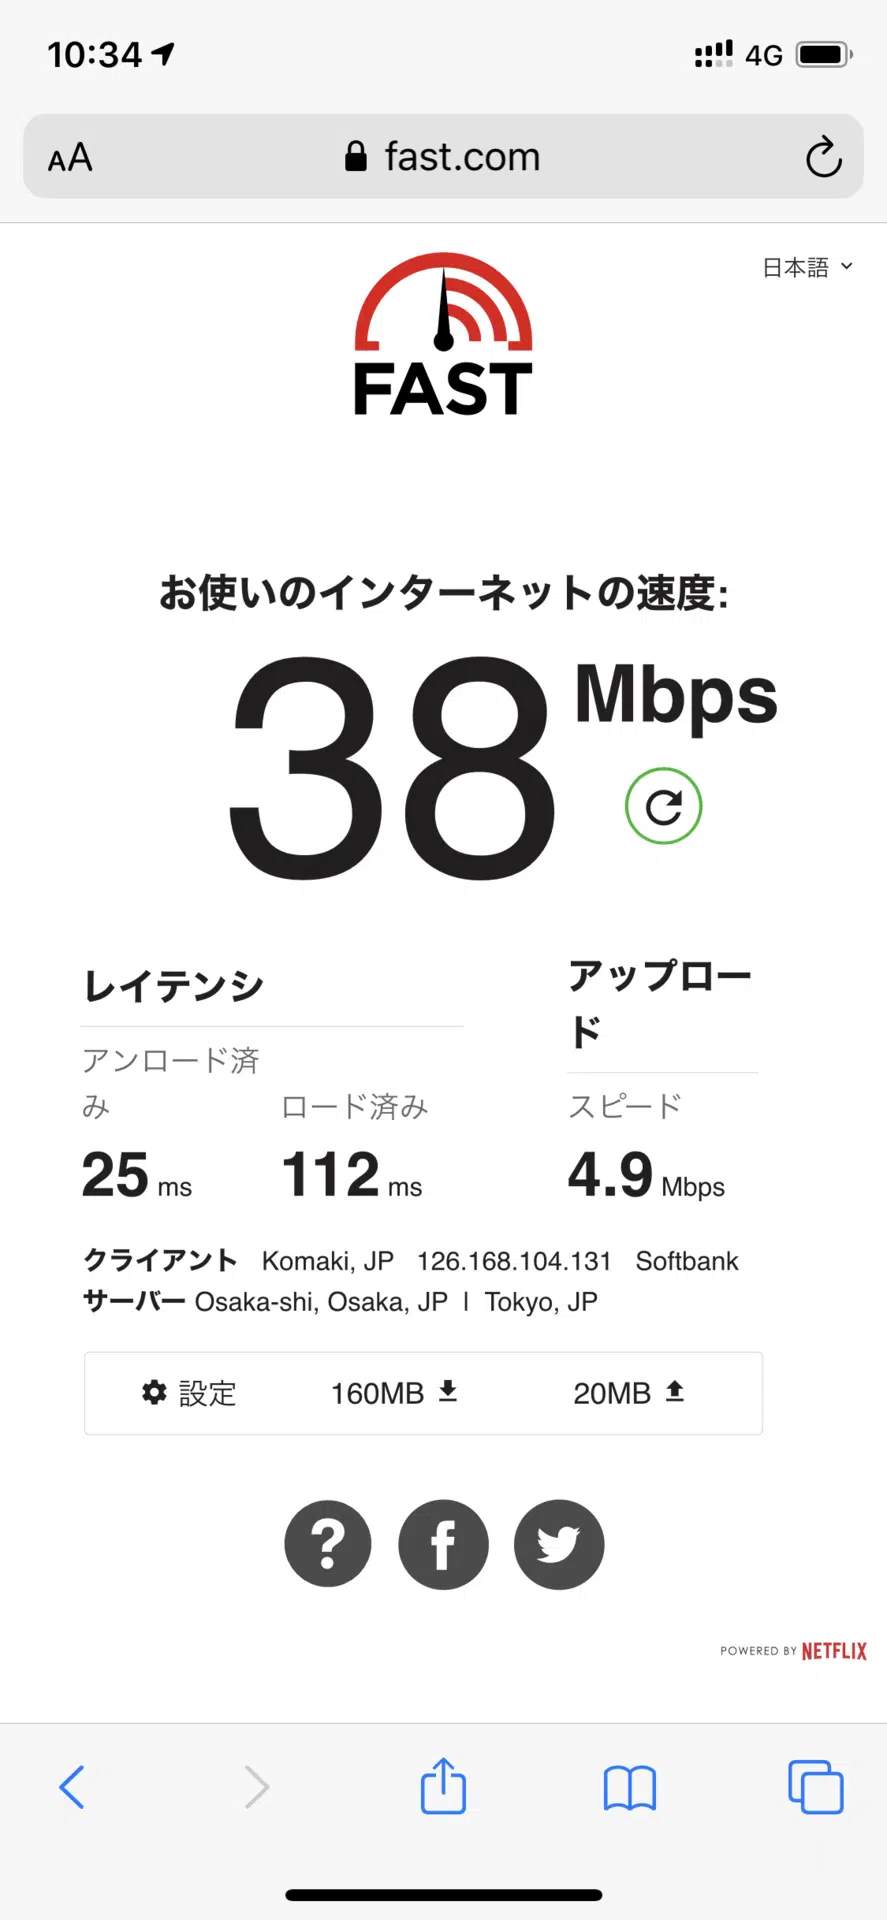 10:34 4G
AA fast.com
日本語
FAST
お使いのインターネットの速度:
38 Mbps
レイテンシ
アップロー
ド
アンロード済
み
ロード済み
スピード
25 ms 112 ms 4.9 Mbps
クライアント Komaki, JP 126.168.104.131 Softbank
サーバー Osaka-shi, Osaka, JP | Tokyo, JP
設定 160MB 20MB
? f
POWERED BY NETFLIX